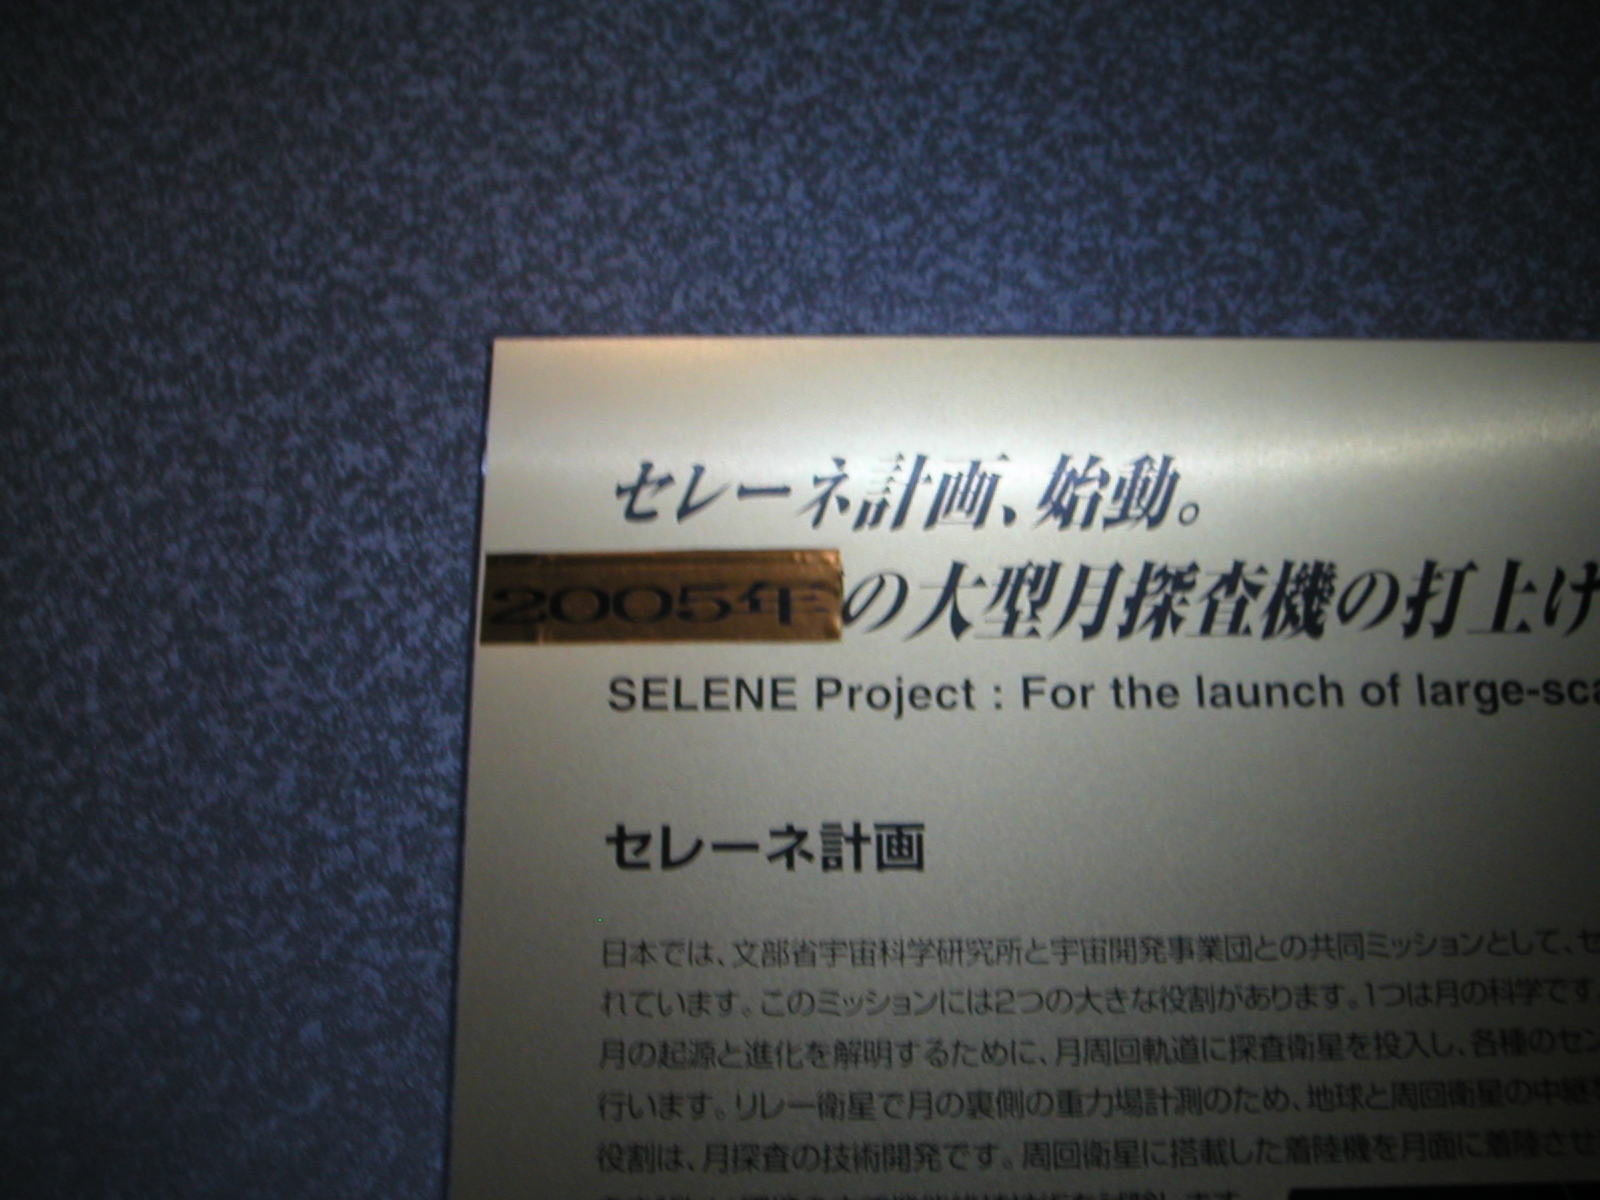 セレーネ計画、始動。
2005年の大型月探査機の打上げ
SELENE Project : For the launch of large-sca
セレーネ計画
日本では、文部省宇宙科学研究所と宇宙開発事業団との共同ミッションとして、セ
れています。このミッションには2つの大きな役割があります。1つは月の科学です
月の起源と進化を解明するために、月周回軌道に探査衛星を投入し、各種のセン
行います。リレー衛星で月の裏側の重力場計測のため、地球と周回衛星の中継を
役割は、月探査の技術開発です。周回衛星に搭載した着陸機を月面に着陸させ